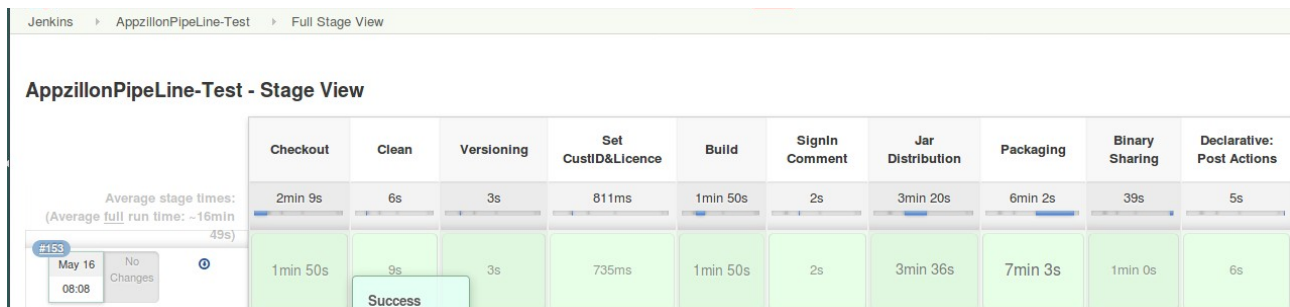 Jenkins AppzillonPipeLine-Test Full Stage View
AppzillonPipeLine-Test - Stage View
Checkout Clean Versioning Set CustID&Licence Build SignIn Comment Jar Distribution Packaging Binary Sharing Declarative: Post Actions
Average stage times: 2min 9s 6s 3s 811ms 1min 50s 2s 3min 20s 6min 2s 39s 5s
(Average full run time: ~16min
49s)
#153
May 16
08:08
No
Changes
1min 50s 9s 3s 735ms 1min 50s 2s 3min 36s 7min 3s 1min 0s 6s
Success